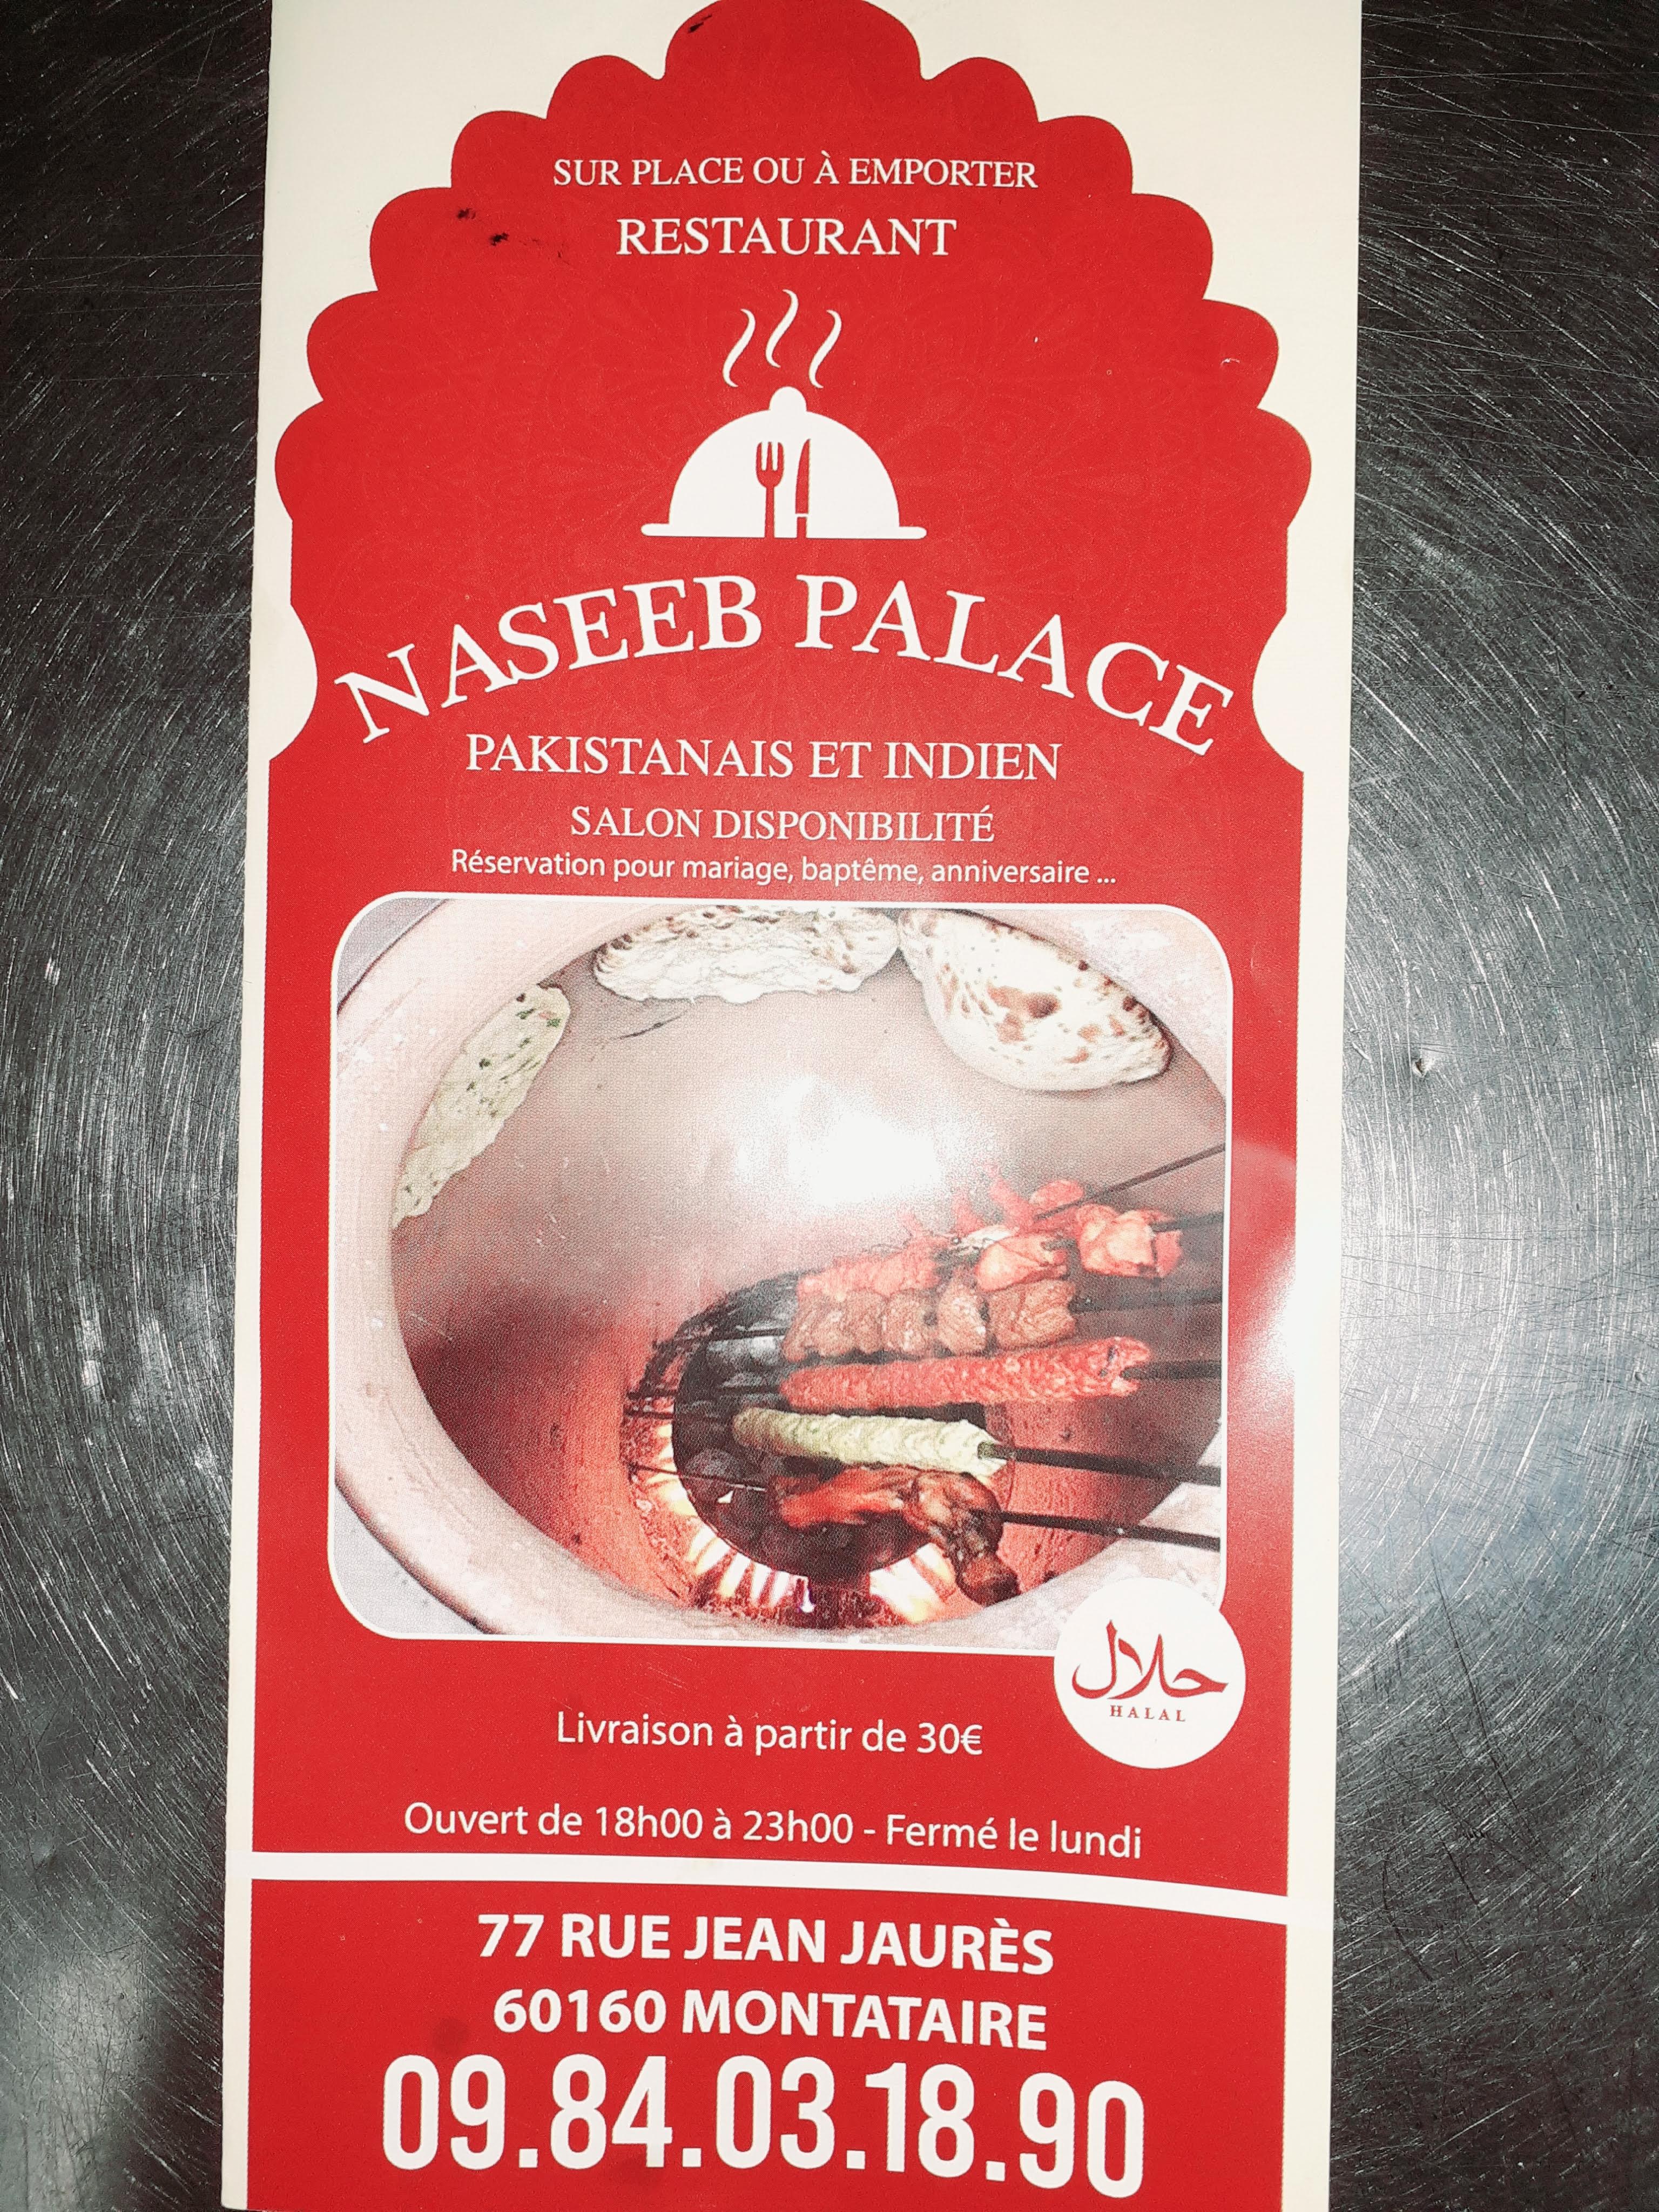 SUR PLACE OU À EMPORTER
RESTAURANT
NASEEB PALACE
PAKISTANAIS ET INDIEN
SALON DISPONIBILITÉ
Réservation pour mariage, baptême, anniversaire ...
حلال
HALAL
Livraison à partir de 30€
Ouvert de 18h00 à 23h00 - Fermé le lundi
77 RUE JEAN JAURÈS
60160 MONTATAIRE
09.84.03.18.90